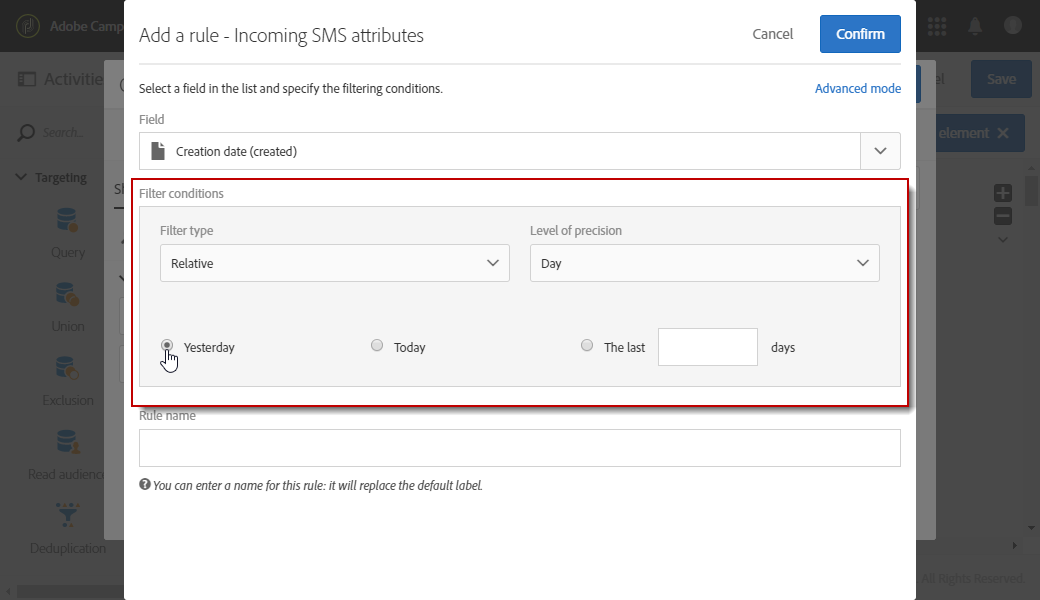 Adobe Camp
Add a rule - Incoming SMS attributes
Cancel
Confirm
Activitie
el
Save
Select a field in the list and specify the filtering conditions.
Advanced mode
Search...
Field
element
Creation date (created)
Targeting
Filter conditions
Filter type
Level of precision
Query
Relative
Day
Union
Yesterday
Today
The last
days
Exclusion
Rule name
Read audience
You can enter a name for this rule: it will replace the default label.
Deduplication
All Rights Reserved